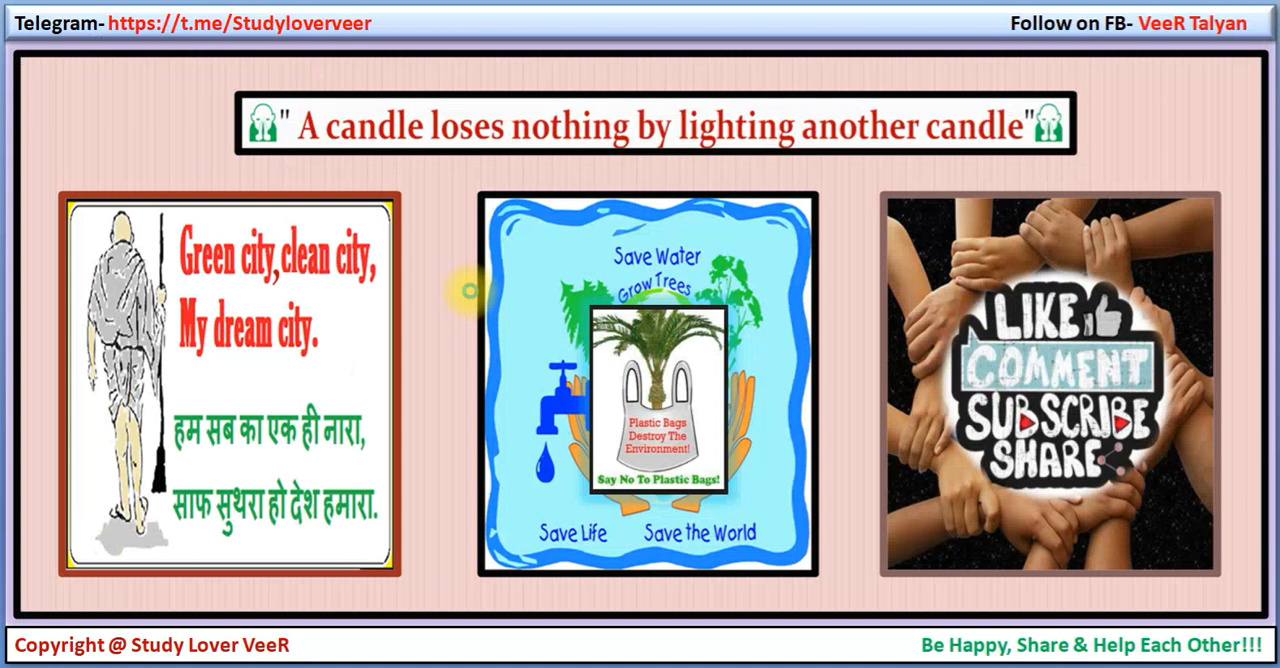 Telegram- https://t.me/Studyloverveer
Follow on FB- VeeR Talyan
" A candle loses nothing by lighting another candle"
Green city,clean city,
My dream city.
हम सब का एक ही नारा,
साफ सुथरा हो देश हमारा.
Save Water
Grow Trees
Plastic Bags
Destroy The
Environment!
Say No To Plastic Bags!
Save Life
Save the World
LIKE
COMMENT
SUBSCRIBE
SHARE
Copyright @ Study Lover VeeR
Be Happy, Share & Help Each Other!!!